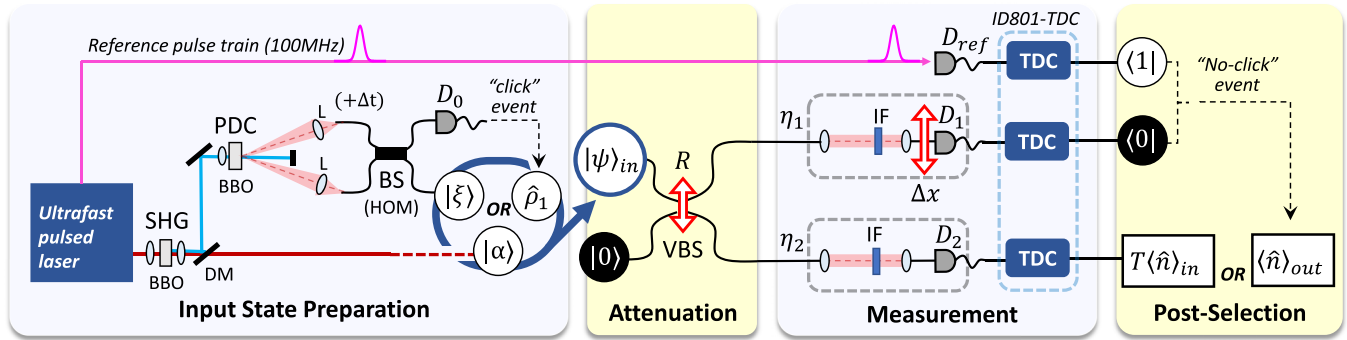 Reference pulse train (100MHz)
ID801-TDC
D_ref
TDC
⟨1|
"No-click"
event
PDC
BBO
L
L
(+Δt)
D_0
"click"
event
BS
(HOM)
|ξ⟩
OR
ρ̂_1
|α⟩
|ψ⟩_in
R
|0⟩
VBS
η_1
IF
D_1
Δx
TDC
⟨0|
η_2
IF
D_2
TDC
T⟨n̂⟩_in
OR
⟨n̂⟩_out
Ultrafast
pulsed
laser
SHG
BBO
DM
Input State Preparation
Attenuation
Measurement
Post-Selection